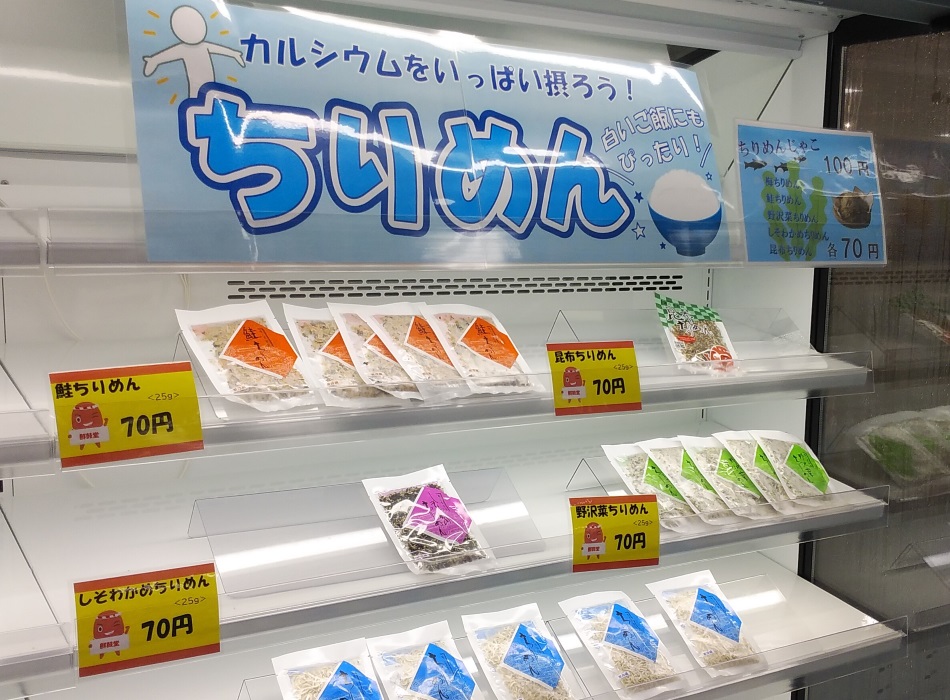 カルシウムをいっぱい摂ろう！
ちりめん
白いご飯にも
ぴったり！
ちりめんじゃこ
100円
梅ちりめん
鮭ちりめん
野沢菜ちりめん
しそわかめちりめん
昆布ちりめん
各70円
鮭ちりめん
<25g>
70円
昆布ちりめん
<25g>
70円
野沢菜ちりめん
<25g>
70円
しそわかめちりめん
<25g>
70円